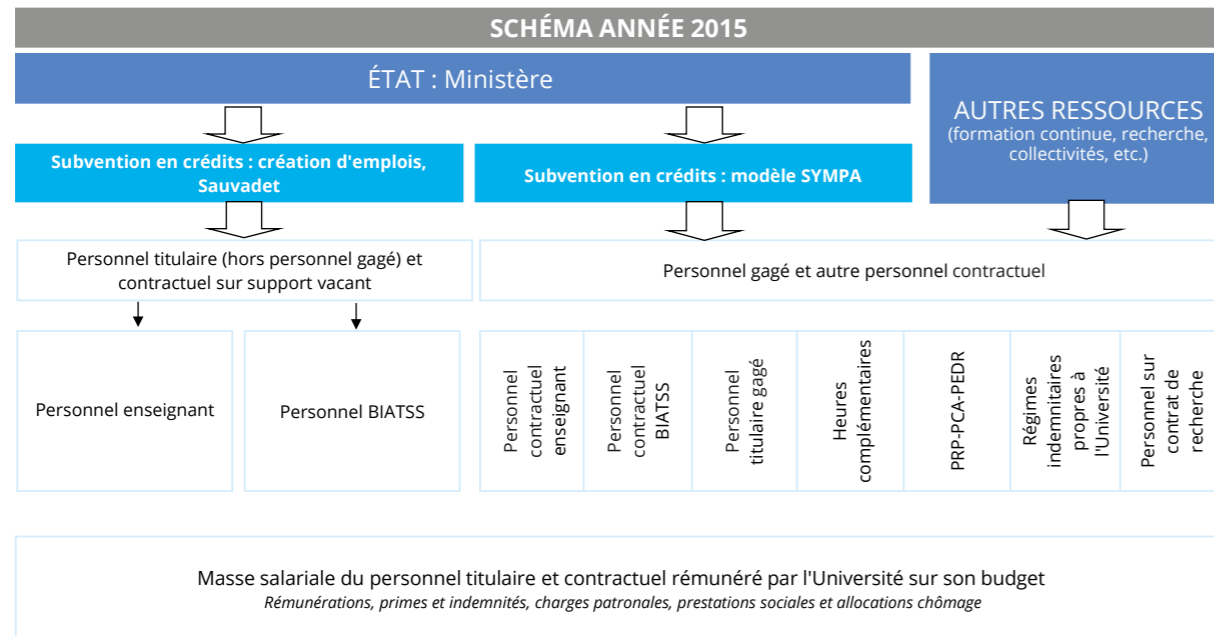 SCHÉMA ANNÉE 2015
ÉTAT : Ministère
AUTRES RESSOURCES
(formation continue, recherche,
collectivités, etc.)
Subvention en crédits : création d'emplois,
Sauvadet
Subvention en crédits : modèle SYMPA
Personnel titulaire (hors personnel gagé) et
contractuel sur support vacant
Personnel gagé et autre personnel contractuel
Personnel enseignant
Personnel BIATSS
Personnel
contractuel
enseignant
Personnel
contractuel
BIATSS
Personnel
titulaire gagé
Heures
complémentaires
PRP-PCA-PEDR
Régimes
indemnitaires
propres à
l'Université
Personnel sur
contrat de
recherche
Masse salariale du personnel titulaire et contractuel rémunéré par l'Université sur son budget
Rémunérations, primes et indemnités, charges patronales, prestations sociales et allocations chômage